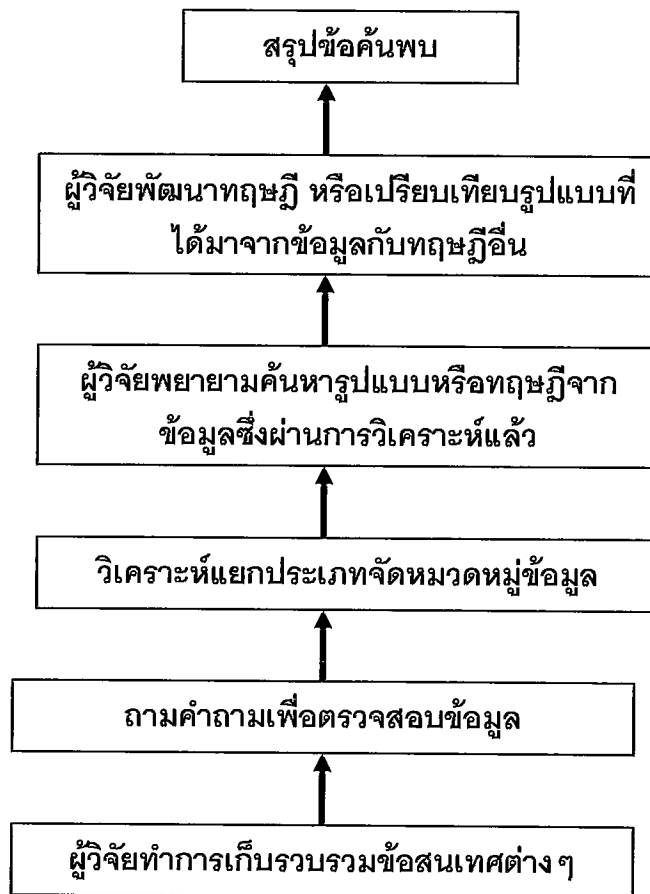 สรุปข้อค้นพบ
ผู้วิจัยพัฒนาทฤษฎี หรือเปรียบเทียบรูปแบบที่
ได้มาจากข้อมูลกับทฤษฎีอื่น
ผู้วิจัยพยายามค้นหารูปแบบหรือทฤษฎีจาก
ข้อมูลซึ่งผ่านการวิเคราะห์แล้ว
วิเคราะห์แยกประเภทจัดหมวดหมู่ข้อมูล
ถามคำถามเพื่อตรวจสอบข้อมูล
ผู้วิจัยทำการเก็บรวบรวมข้อสนเทศต่างๆ